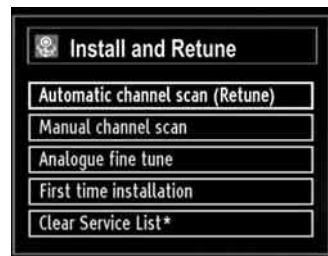 Install and Retune
Automatic channel scan (Retune)
Manual channel scan
Analogue fine tune
First time installation
Clear Service List*